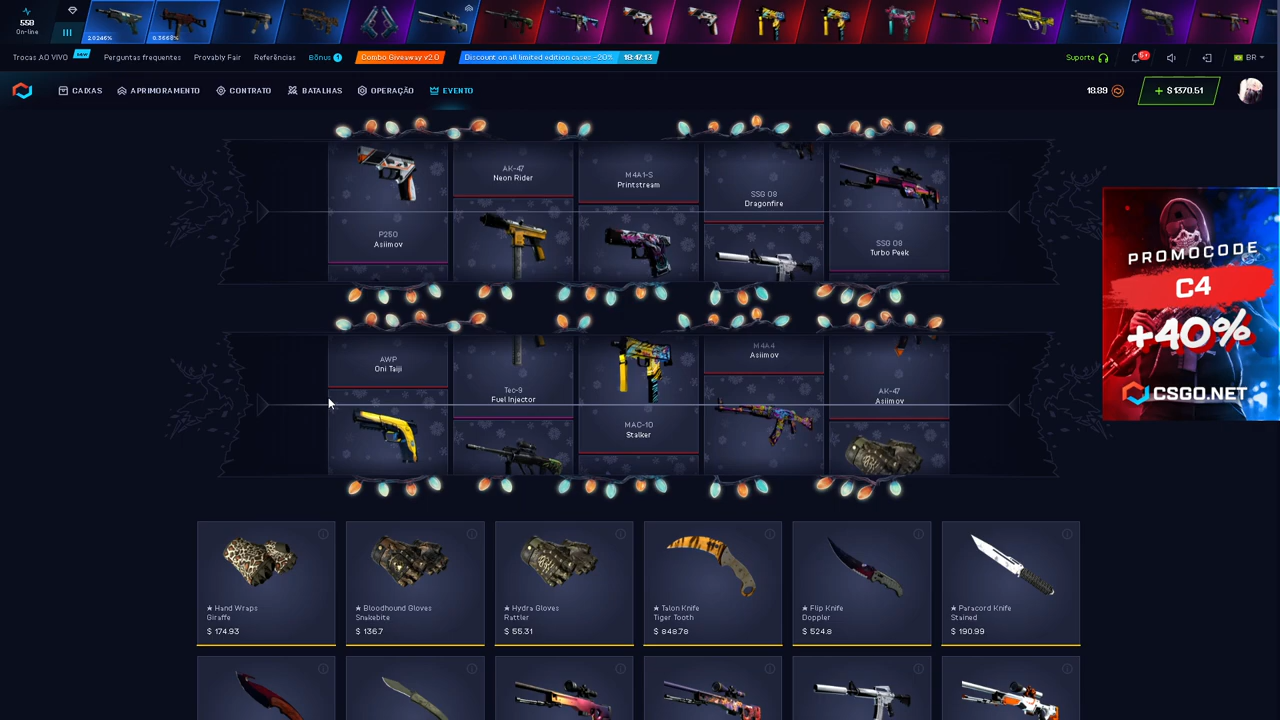 558
On-line
2.0246%
0.3668%
Trocas AO VIVO
NEW
Perguntas frequentes
Provably Fair
Referências
Bônus 1
Combo Giveaway v2.0
Discount on all limited edition cases -20% 18:47:13
Suporte
5+
BR
CAIXAS
APRIMORAMENTO
CONTRATO
BATALHAS
OPERAÇÃO
EVENTO
18.89
+ $ 1370.51
P250
Asiimov
AK-47
Neon Rider
M4A1-S
Printstream
SSG 08
Dragonfire
SSG 08
Turbo Peek
PROMOCODE
C4
+40%
CSGO.NET
AWP
Oni Taiji
Tec-9
Fuel Injector
MAC-10
Stalker
M4A4
Asiimov
AK-47
Asiimov
★ Hand Wraps
Giraffe
$ 174.93
★ Bloodhound Gloves
Snakebite
$ 136.7
★ Hydra Gloves
Rattler
$ 55.31
★ Talon Knife
Tiger Tooth
$ 848.78
★ Flip Knife
Doppler
$ 524.8
★ Paracord Knife
Stained
$ 190.99